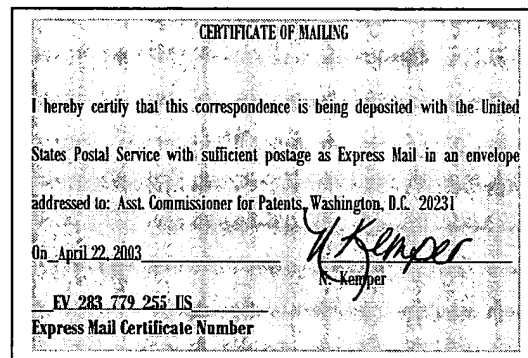 CERTIFICATE OF MAILING
I hereby certify that this correspondence is being deposited with the United
States Postal Service with sufficient postage as Express Mail in an envelope
addressed to: Asst. Commissioner for Patents, Washington, D.C. 20231
On April 22, 2003 N. Kemper
N. Kemper
EV 283 779 255 US
Express Mail Certificate Number